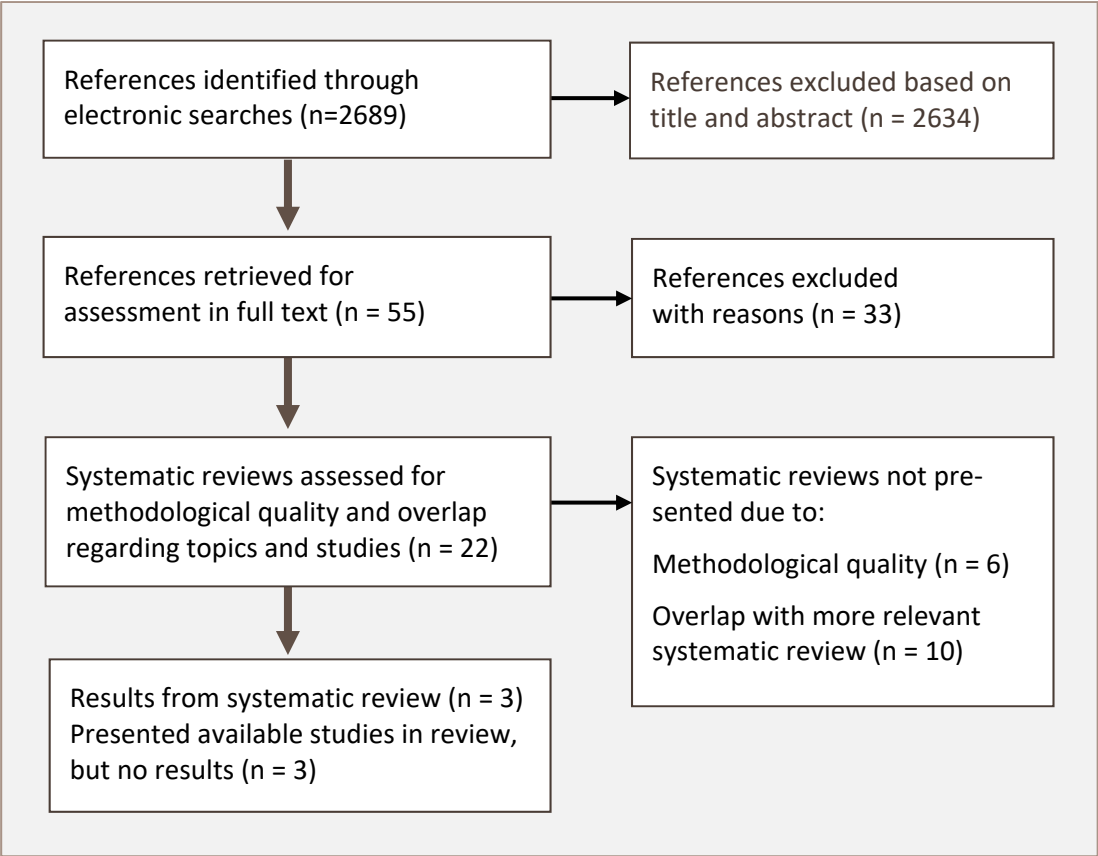 References identified through
electronic searches (n=2689)
References excluded based on
title and abstract (n = 2634)
References retrieved for
assessment in full text (n = 55)
References excluded
with reasons (n = 33)
Systematic reviews assessed for
methodological quality and overlap
regarding topics and studies (n = 22)
Systematic reviews not pre-
sented due to:
Methodological quality (n = 6)
Overlap with more relevant
systematic review (n = 10)
Results from systematic review (n = 3)
Presented available studies in review,
but no results (n = 3)